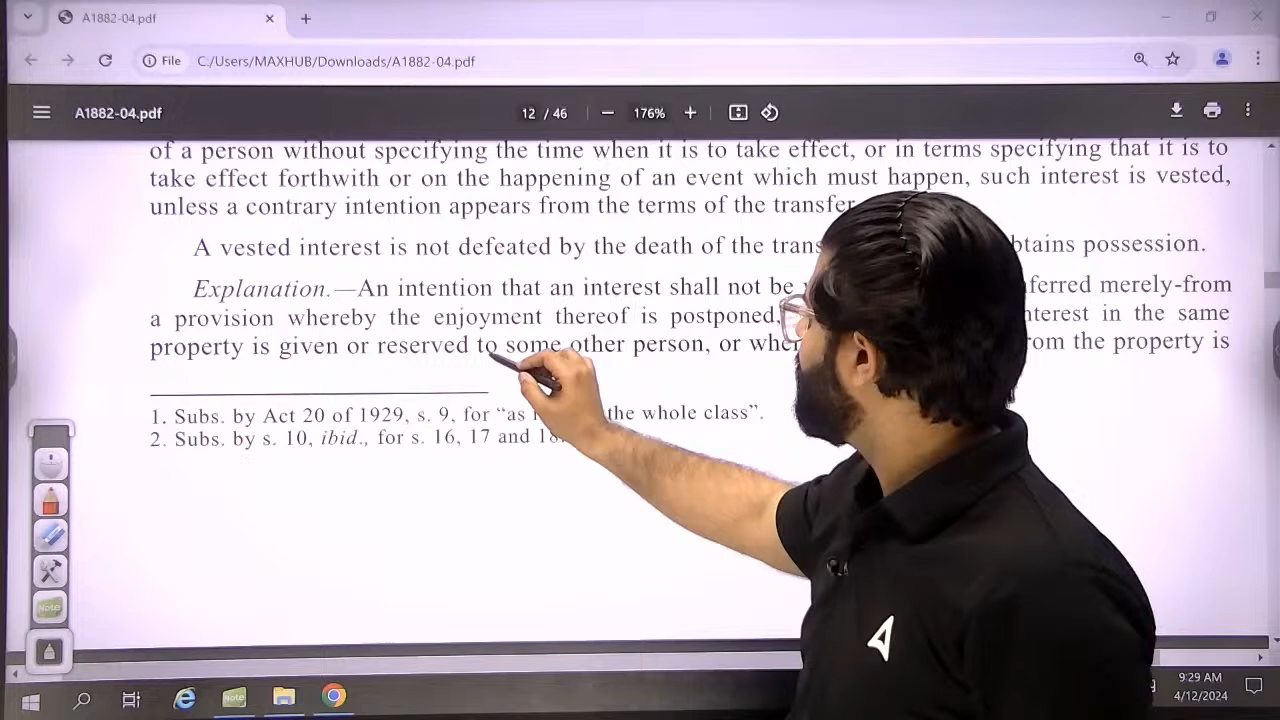 A1882-04.pdf
File C:/Users/MAXHUB/Downloads/A1882-04.pdf
A1882-04.pdf 12 / 46 176%
of a person without specifying the time when it is to take effect, or in terms specifying that it is to
take effect forthwith or on the happening of an event which must happen, such interest is vested,
unless a contrary intention appears from the terms of the transfer
A vested interest is not defeated by the death of the possession.
Explanation.—An intention that an interest shall not be merely-from
a provision whereby the enjoyment thereof is postponed, in the same
property is given or reserved to some other person, or the property is
1. Subs. by Act 20 of 1929, s. 9, for “as the whole class”.
2. Subs. by s. 10, ibid., for s. 16, 17 and
Note
Note
9:29 AM
4/12/2024